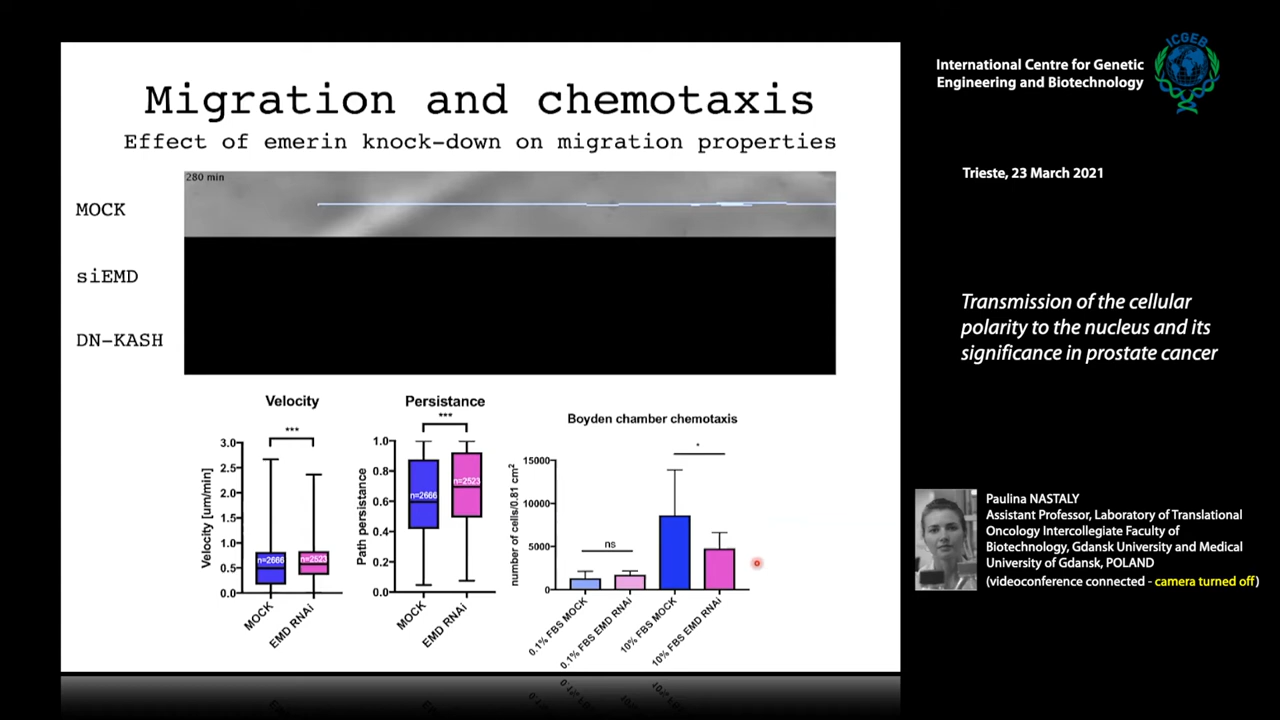 Migration and chemotaxis
Effect of emerin knock-down on migration properties
280 min
MOCK
siEMD
DN-KASH
Velocity
***
Velocity [um/min]
3.0
2.5
2.0
1.5
1.0
0.5
0.0
n=2666
n=2523
MOCK
EMD RNAi
Persistance
***
Path persistance
1.0
0.8
0.6
0.4
0.2
0.0
n=2666
n=2523
MOCK
EMD RNAi
Boyden chamber chemotaxis
*
ns
number of cells/0.81 cm²
15000
10000
5000
0
0.1% FBS MOCK
0.1% FBS EMD RNAi
10% FBS MOCK
10% FBS EMD RNAi
International Centre for Genetic
Engineering and Biotechnology
ICGEB
Trieste, 23 March 2021
Transmission of the cellular
polarity to the nucleus and its
significance in prostate cancer
Paulina NASTALY
Assistant Professor, Laboratory of Translational
Oncology Intercollegiate Faculty of
Biotechnology, Gdansk University and Medical
University of Gdansk, POLAND
(videoconference connected - camera turned off)